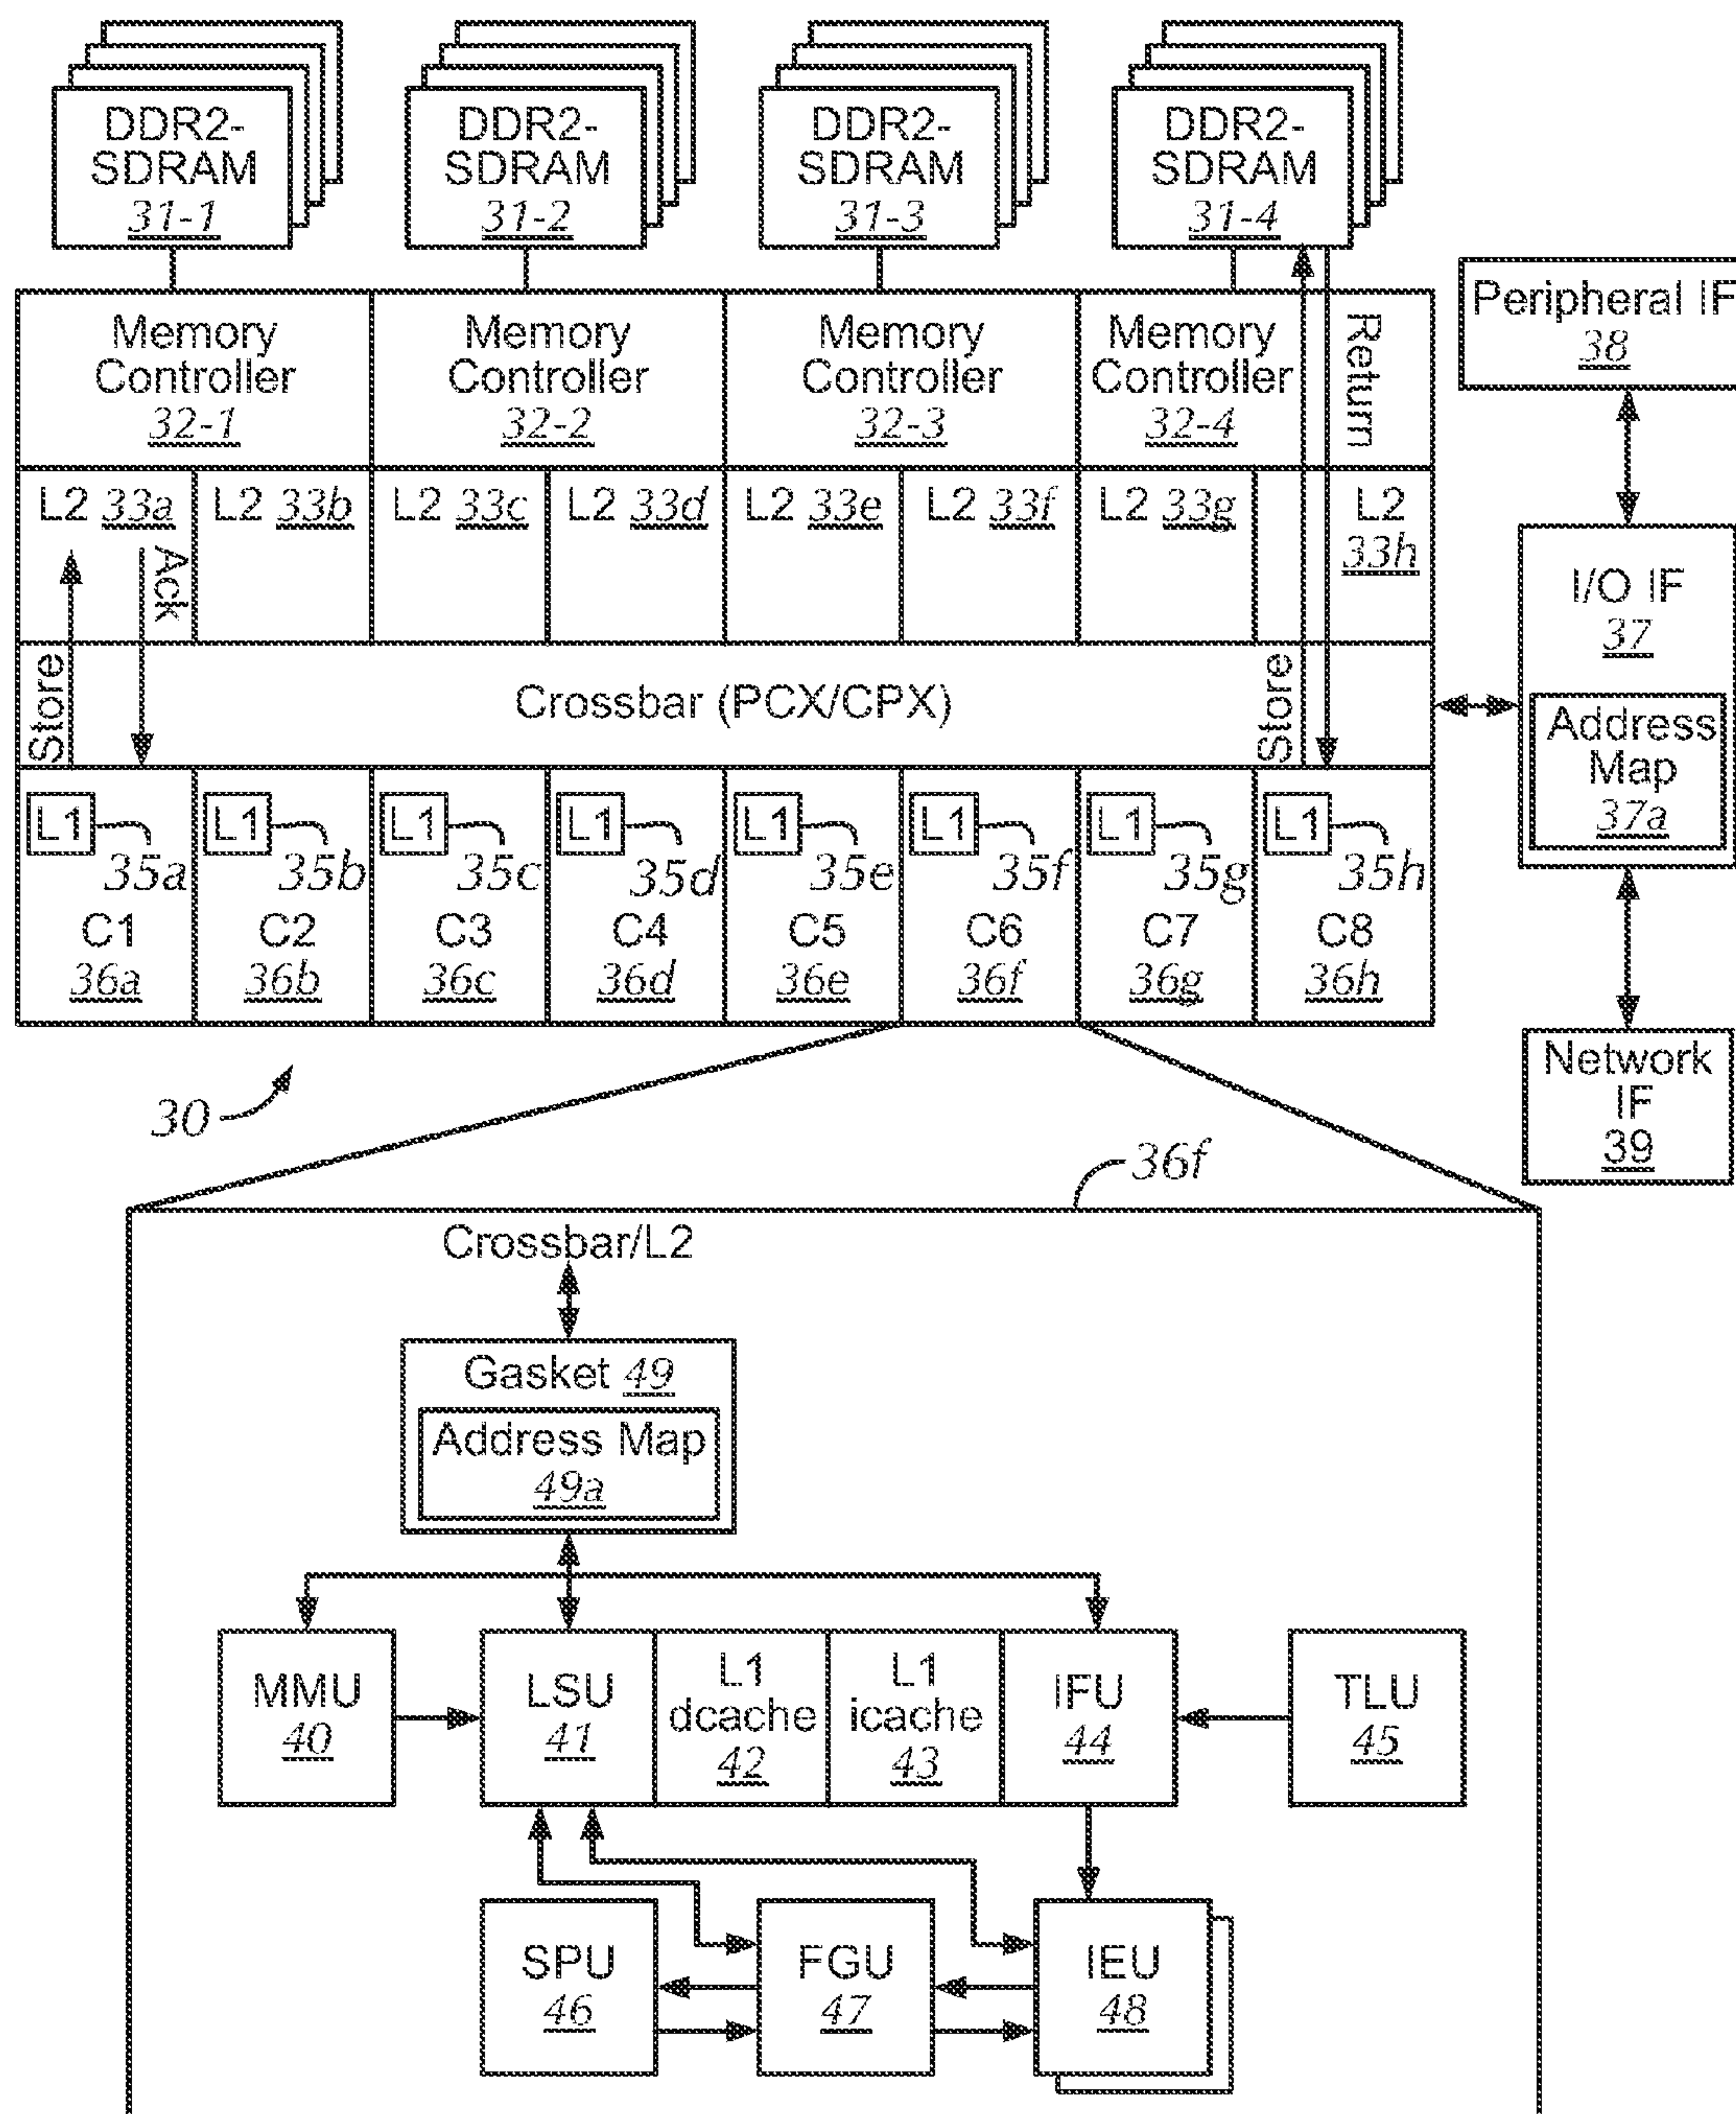 DDR2-
SDRAM
31-1
DDR2-
SDRAM
31-2
DDR2-
SDRAM
31-3
DDR2-
SDRAM
31-4
Memory
Controller
32-1
Memory
Controller
32-2
Memory
Controller
32-3
Memory
Controller
32-4
Return
Peripheral IF
38
L2 33a
L2 33b
L2 33c
L2 33d
L2 33e
L2 33f
L2 33g
L2
33h
Ack
I/O IF
37
Address
Map
37a
Store
Crossbar (PCX/CPX)
Store
L1
35a
C1
36a
L1
35b
C2
36b
L1
35c
C3
36c
L1
35d
C4
36d
L1
35e
C5
36e
L1
35f
C6
36f
L1
35g
C7
36g
L1
35h
C8
36h
Network
IF
39
30
36f
Crossbar/L2
Gasket 49
Address Map
49a
MMU
40
LSU
41
L1
dcache
42
L1
icache
43
IFU
44
TLU
45
SPU
46
FGU
47
IEU
48